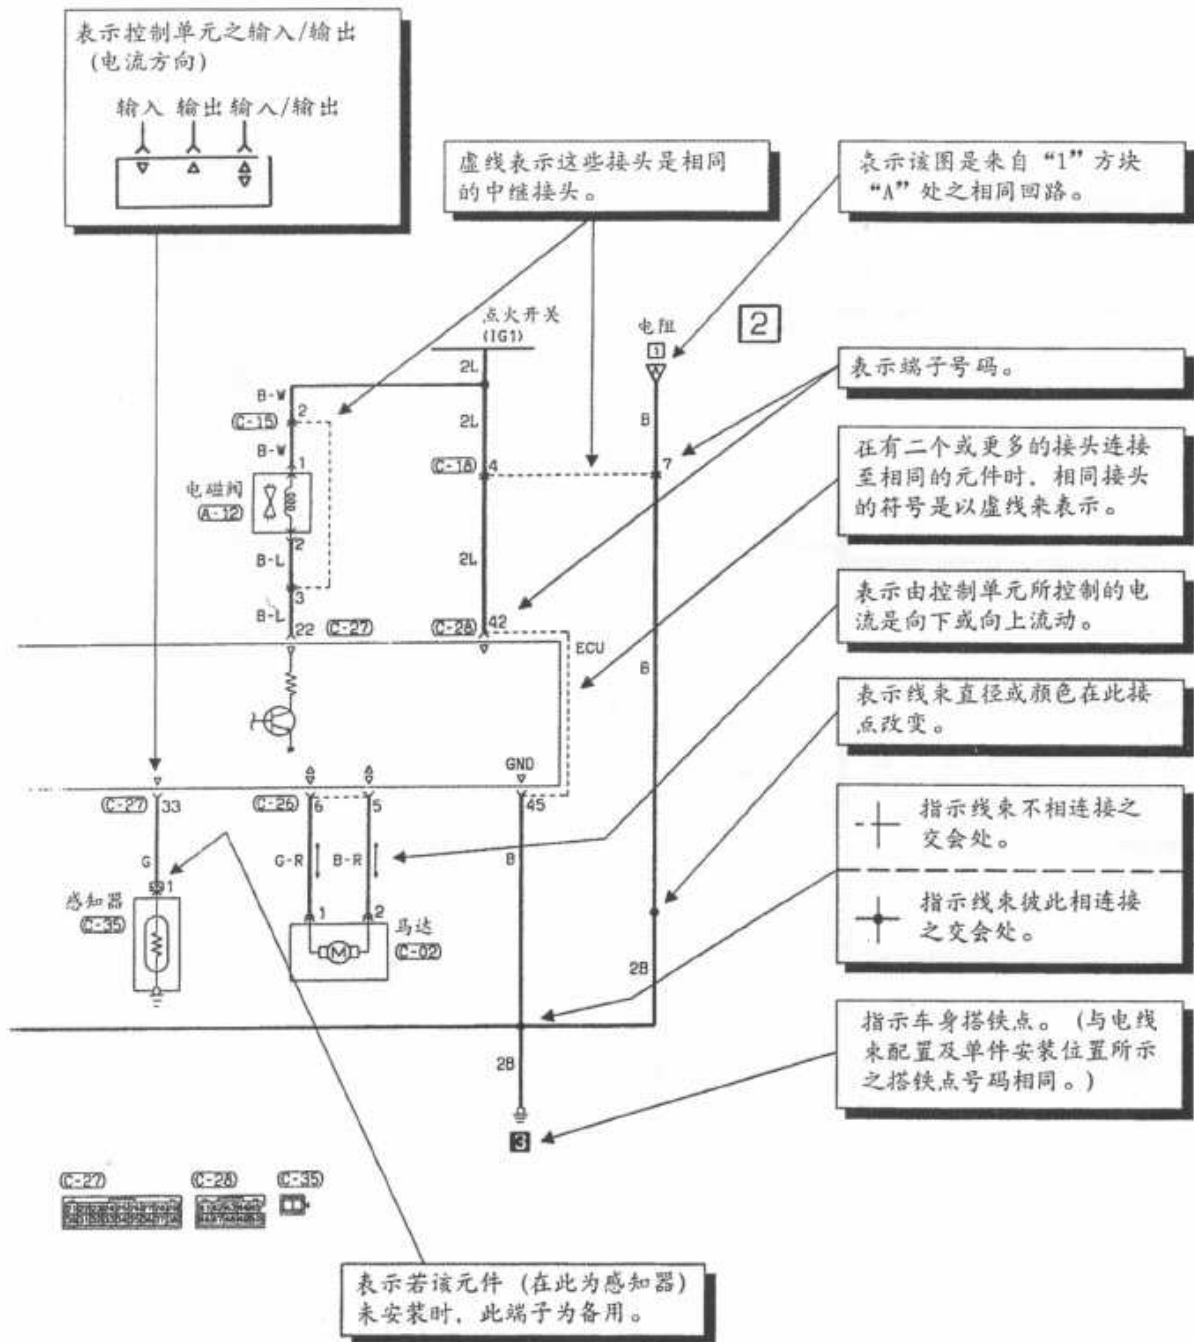 表示控制单元之输入/输出
(电流方向)
输入 输出 输入/输出
虚线表示这些接头是相同
的中继接头。
表示该图是来自“1”方块
“A”处之相同回路。
点火开关
(IG1)
电阻
1
A
2
表示端子号码。
2L
B-W
2
C-15
2L
B
B-W
1
C-18
4
7
在有二个或更多的接头连接
至相同的元件时，相同接头
的符号是以虚线来表示。
电磁阀
A-12
2
B-L
2L
3
B-L
22
C-27
C-28
42
表示由控制单元所控制的电
流是向下或向上流动。
ECU
B
表示线束直径或颜色在此接
点改变。
GND
C-27
33
C-26
6
5
45
指示线束不相连接之
交会处。
G
G-R
B-R
B
1
感知器
C-35
1
2
马达
C-02
M
指示线束彼此相连接
之交会处。
2B
指示车身搭铁点。(与电线
束配置及单件安装位置所示
之搭铁点号码相同。)
2B
3
C-27
C-28
C-35
表示若该元件 (在此为感知器)
未安装时，此端子为备用。